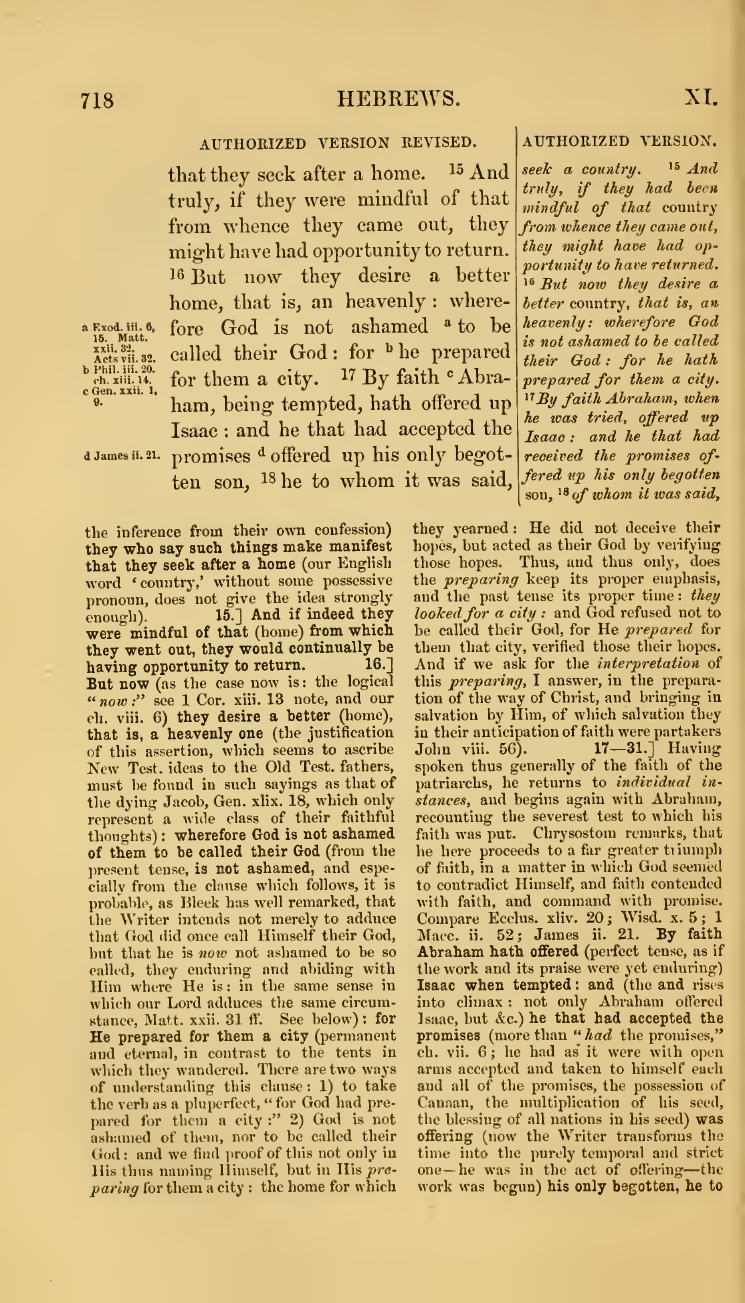 718
HEBREWS.
XI.
AUTHORIZED VERSION REVISED.
that they seek after a home. 15 And
truly, if they were mindful of that
from whence they came out, they
might have had opportunity to return.
16 But now they desire a better
home, that is, an heavenly : where-
fore God is not ashamed a to be
called their God : for b he prepared
for them a city. 17 By faith c Abra-
ham, being tempted, hath offered up
Isaac : and he that had accepted the
promises d offered up his only begot-
ten son, 18 he to whom it was said,
a Exod. iii. 6,
15. Matt.
xxii. 32.
Acts vii. 32.
b Phil. iii. 20.
ch. xiii. 14.
c Gen. xxii. 1,
9.
d James ii. 21.
AUTHORIZED VERSION.
seek a country. 15 And
truly, if they had been
mindful of that country
from whence they came out,
they might have had op-
portunity to have returned.
16 But now they desire a
better country, that is, an
heavenly: wherefore God
is not ashamed to be called
their God : for he hath
prepared for them a city.
17 By faith Abraham, when
he was tried, offered up
Isaac : and he that had
received the promises of-
fered up his only begotten
son, 18 of whom it was said,
the inference from their own confession)
they who say such things make manifest
that they seek after a home (our English
word ‘country,’ without some possessive
pronoun, does not give the idea strongly
enough). 15.] And if indeed they
were mindful of that (home) from which
they went out, they would continually be
having opportunity to return. 16.]
But now (as the case now is: the logical
“now:” see 1 Cor. xiii. 13 note, and our
ch. viii. 6) they desire a better (home),
that is, a heavenly one (the justification
of this assertion, which seems to ascribe
New Test. ideas to the Old Test. fathers,
must be found in such sayings as that of
the dying Jacob, Gen. xlix. 18, which only
represent a wide class of their faithful
thoughts) : wherefore God is not ashamed
of them to be called their God (from the
present tense, is not ashamed, and espe-
cially from the clause which follows, it is
probable, as Bleek has well remarked, that
the Writer intends not merely to adduce
that God did once call Himself their God,
but that he is now not ashamed to be so
called, they enduring and abiding with
Him where He is : in the same sense in
which our Lord adduces the same circum-
stance, Matt. xxii. 31 ff. See below) : for
He prepared for them a city (permanent
and eternal, in contrast to the tents in
which they wandered. There are two ways
of understanding this clause : 1) to take
the verb as a pluperfect, “for God had pre-
pared for them a city :” 2) God is not
ashamed of them, nor to be called their
God : and we find proof of this not only in
His thus naming Himself, but in His pre-
paring for them a city : the home for which
they yearned : He did not deceive their
hopes, but acted as their God by verifying
those hopes. Thus, and thus only, does
the preparing keep its proper emphasis,
and the past tense its proper time : they
looked for a city : and God refused not to
be called their God, for He prepared for
them that city, verified those their hopes.
And if we ask for the interpretation of
this preparing, I answer, in the prepara-
tion of the way of Christ, and bringing in
salvation by Him, of which salvation they
in their anticipation of faith were partakers
John viii. 56). 17—31.] Having
spoken thus generally of the faith of the
patriarchs, he returns to individual in-
stances, and begins again with Abraham,
recounting the severest test to which his
faith was put. Chrysostom remarks, that
he here proceeds to a far greater triumph
of faith, in a matter in which God seemed
to contradict Himself, and faith contended
with faith, and command with promise.
Compare Ecclus. xliv. 20 ; Wisd. x. 5 ; 1
Macc. ii. 52 ; James ii. 21. By faith
Abraham hath offered (perfect tense, as if
the work and its praise were yet enduring)
Isaac when tempted : and (the and rises
into climax : not only Abraham offered
Isaac, but &c.) he that had accepted the
promises (more than “had the promises,”
ch. vii. 6 ; he had as it were with open
arms accepted and taken to himself each
and all of the promises, the possession of
Canaan, the multiplication of his seed,
the blessing of all nations in his seed) was
offering (now the Writer transforms the
time into the purely temporal and strict
one—he was in the act of offering—the
work was begun) his only begotten, he to